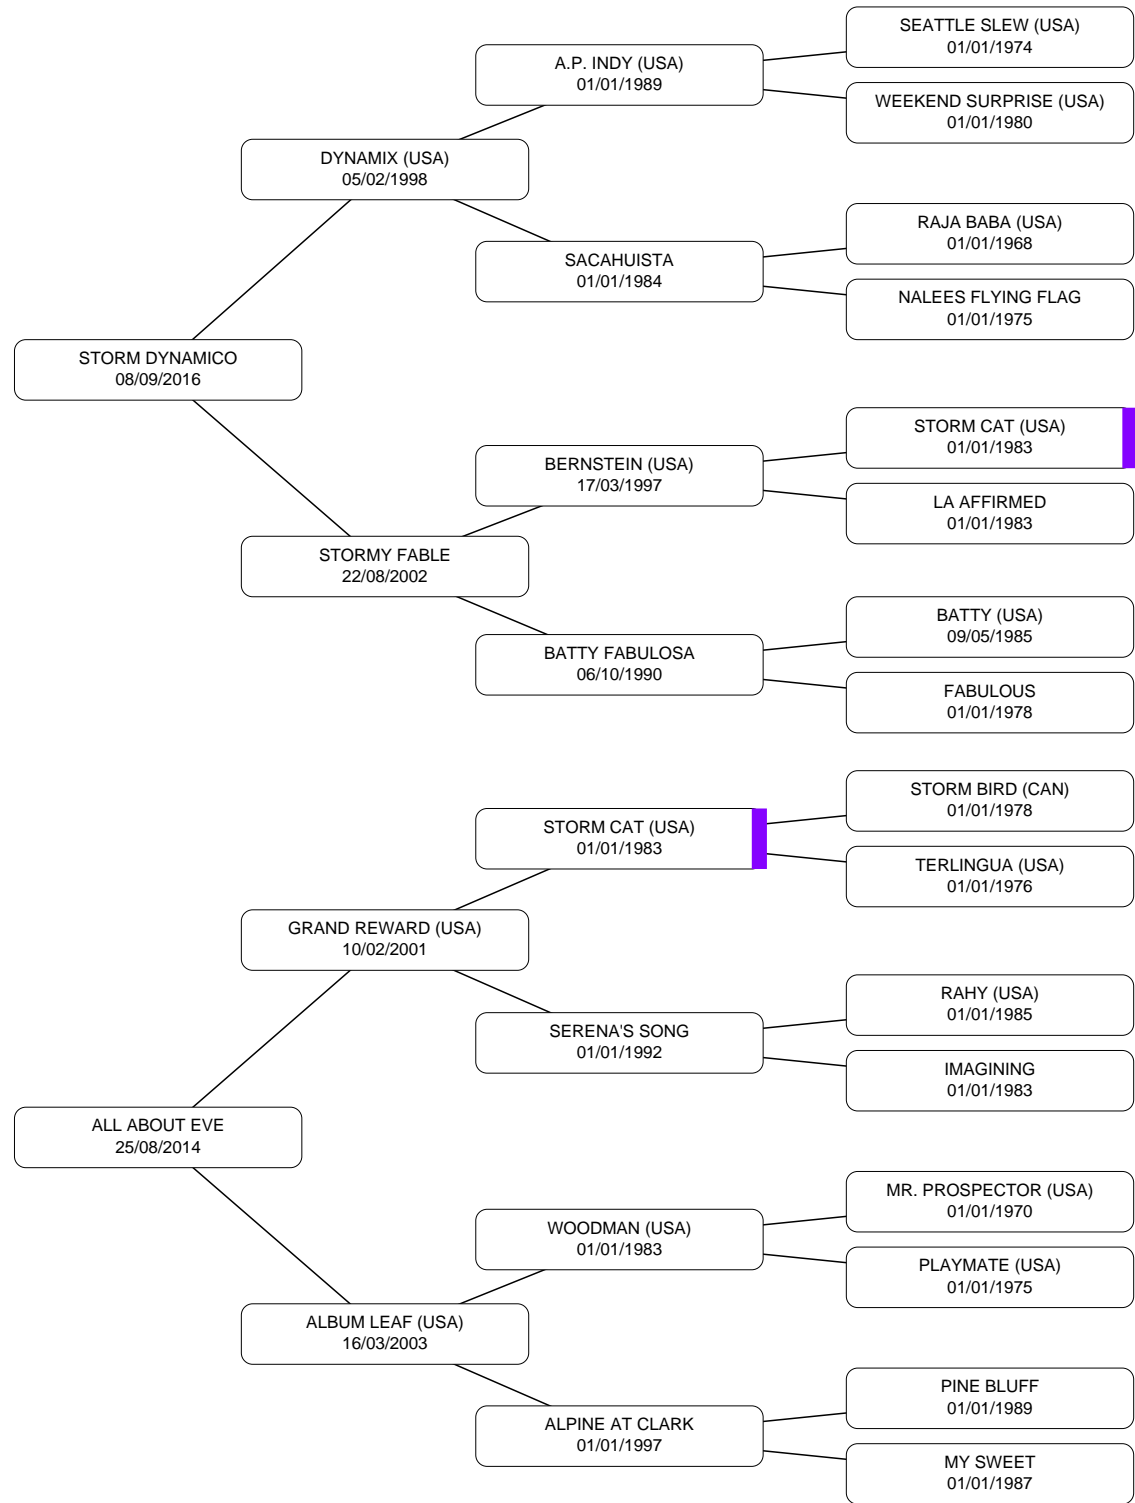 SEATTLE SLEW (USA)
01/01/1974
A.P. INDY (USA)
01/01/1989
WEEKEND SURPRISE (USA)
01/01/1980
DYNAMIX (USA)
05/02/1998
RAJA BABA (USA)
01/01/1968
SACAHUISTA
01/01/1984
NALEES FLYING FLAG
01/01/1975
STORM DYNAMICO
08/09/2016
STORM CAT (USA)
01/01/1983
BERNSTEIN (USA)
17/03/1997
LA AFFIRMED
01/01/1983
STORMY FABLE
22/08/2002
BATTY (USA)
09/05/1985
BATTY FABULOSA
06/10/1990
FABULOUS
01/01/1978
STORM BIRD (CAN)
01/01/1978
STORM CAT (USA)
01/01/1983
TERLINGUA (USA)
01/01/1976
GRAND REWARD (USA)
10/02/2001
RAHY (USA)
01/01/1985
SERENA'S SONG
01/01/1992
IMAGINING
01/01/1983
ALL ABOUT EVE
25/08/2014
MR. PROSPECTOR (USA)
01/01/1970
WOODMAN (USA)
01/01/1983
PLAYMATE (USA)
01/01/1975
ALBUM LEAF (USA)
16/03/2003
PINE BLUFF
01/01/1989
ALPINE AT CLARK
01/01/1997
MY SWEET
01/01/1987